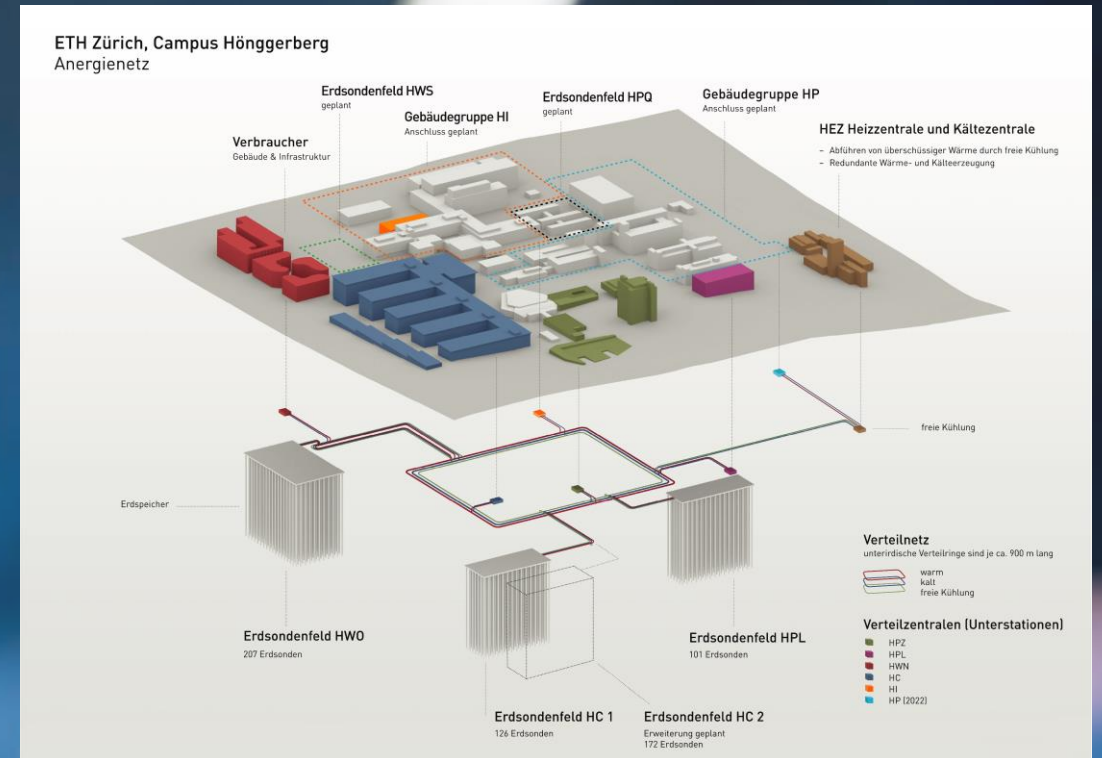 ETH Zürich, Campus Hönggerberg
Anergienetz
Erdsondenfeld HWS
geplant
Gebäudegruppe HI
Anschluss geplant
Erdsondenfeld HPQ
geplant
Gebäudegruppe HP
Anschluss geplant
Verbraucher
Gebäude & Infrastruktur
HEZ Heizzentrale und Kältezentrale
– Abführen von überschüssiger Wärme durch freie Kühlung
– Redundante Wärme- und Kälteerzeugung
freie Kühlung
Erdspeicher
Erdsondenfeld HWO
207 Erdsonden
Erdsondenfeld HC 1
126 Erdsonden
Erdsondenfeld HC 2
Erweiterung geplant
172 Erdsonden
Erdsondenfeld HPL
101 Erdsonden
Verteilnetz
unterirdische Verteilringe sind je ca. 900 m lang
warm
kalt
freie Kühlung
Verteilzentralen (Unterstationen)
HPZ
HPL
HWN
HC
HI
HP (2022)